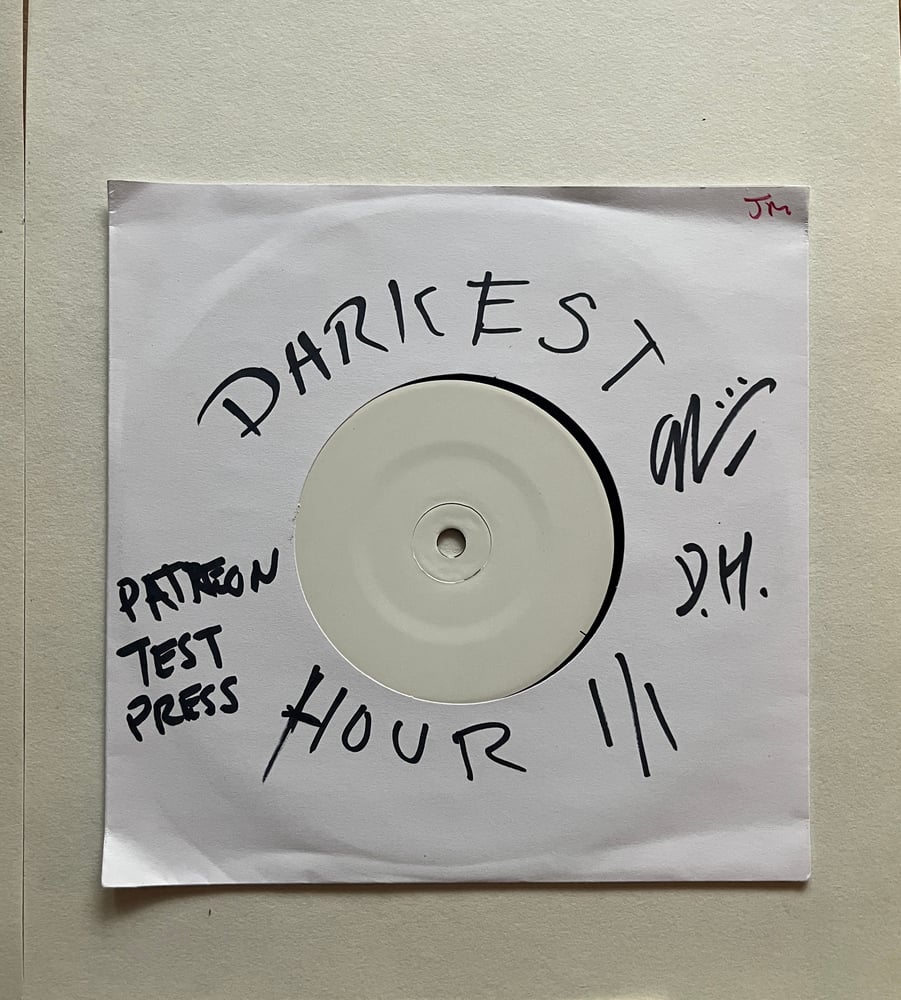 JM
DARKEST
D.H.
PATREON
TEST
PRESS
HOUR 1/1